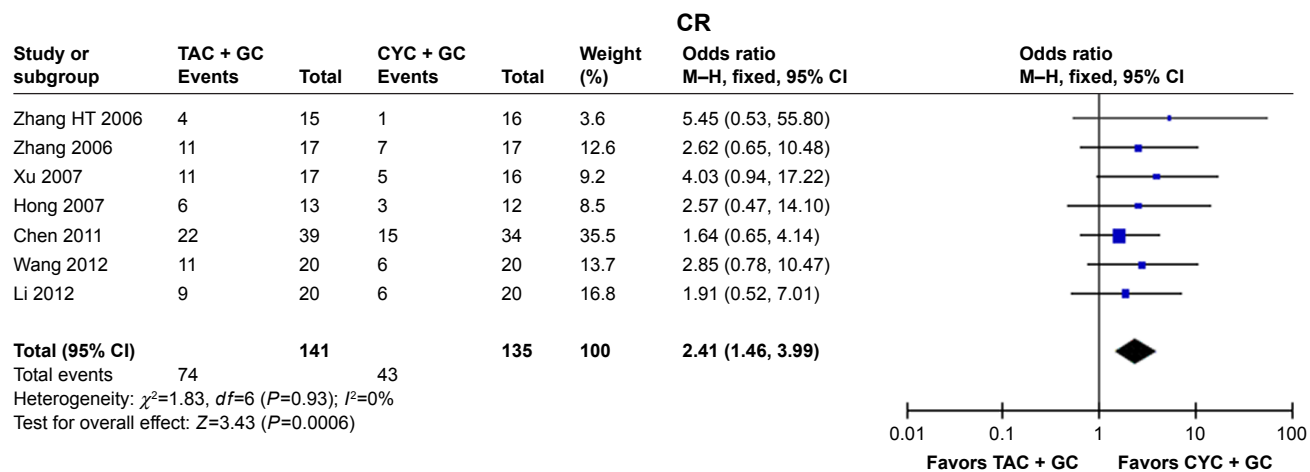 CR
Study or subgroup TAC + GC Events Total CYC + GC Events Total Weight (%) Odds ratio M–H, fixed, 95% CI Odds ratio M–H, fixed, 95% CI
Zhang HT 2006 4 15 1 16 3.6 5.45 (0.53, 55.80)
Zhang 2006 11 17 7 17 12.6 2.62 (0.65, 10.48)
Xu 2007 11 17 5 16 9.2 4.03 (0.94, 17.22)
Hong 2007 6 13 3 12 8.5 2.57 (0.47, 14.10)
Chen 2011 22 39 15 34 35.5 1.64 (0.65, 4.14)
Wang 2012 11 20 6 20 13.7 2.85 (0.78, 10.47)
Li 2012 9 20 6 20 16.8 1.91 (0.52, 7.01)
Total (95% CI) 141 135 100 2.41 (1.46, 3.99)
Total events 74 43
Heterogeneity: χ²=1.83, df=6 (P=0.93); I²=0%
Test for overall effect: Z=3.43 (P=0.0006)
0.01 0.1 1 10 100
Favors TAC + GC Favors CYC + GC